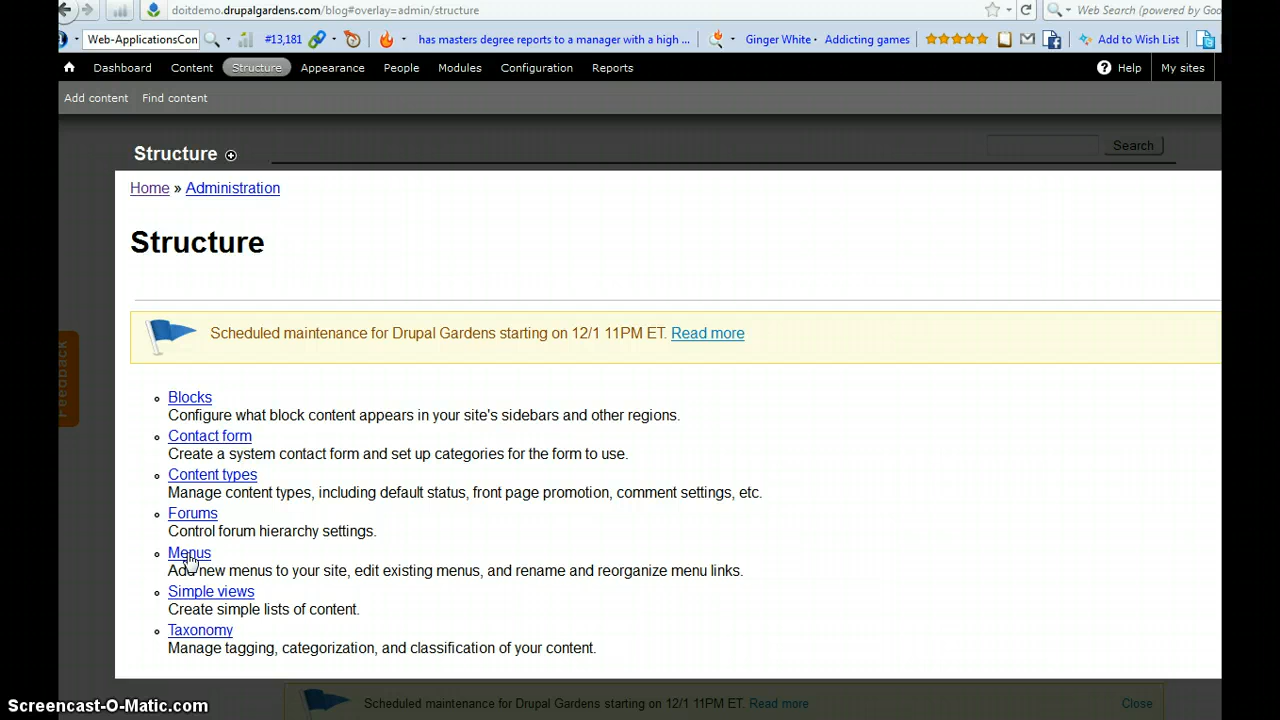 doitdemo.drupalgardens.com/blog#overlay=admin/structure
Web Search (powered by Goo
Web-ApplicationsCon
#13,181
has masters degree reports to a manager with a high ...
Ginger White
Addicting games
Add to Wish List
Dashboard Content Structure Appearance People Modules Configuration Reports
? Help My sites
Add content Find content
Structure
Search
Home » Administration
Structure
Scheduled maintenance for Drupal Gardens starting on 12/1 11PM ET. Read more
Feedback
Blocks
Configure what block content appears in your site's sidebars and other regions.
Contact form
Create a system contact form and set up categories for the form to use.
Content types
Manage content types, including default status, front page promotion, comment settings, etc.
Forums
Control forum hierarchy settings.
Menus
Add new menus to your site, edit existing menus, and rename and reorganize menu links.
Simple views
Create simple lists of content.
Taxonomy
Manage tagging, categorization, and classification of your content.
Scheduled maintenance for Drupal Gardens starting on 12/1 11PM ET. Read more
Close
Screencast-O-Matic.com